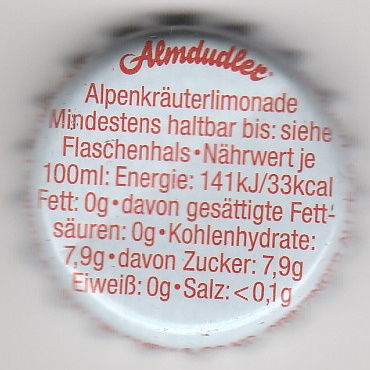 Almdudler
Alpenkräuterlimonade
Mindestens haltbar bis: siehe
Flaschenhals • Nährwert je
100ml: Energie: 141kJ/33kcal
Fett: 0g • davon gesättigte Fett-
säuren: 0g • Kohlenhydrate:
7,9g • davon Zucker: 7,9g
Eiweiß: 0g • Salz: < 0,1g